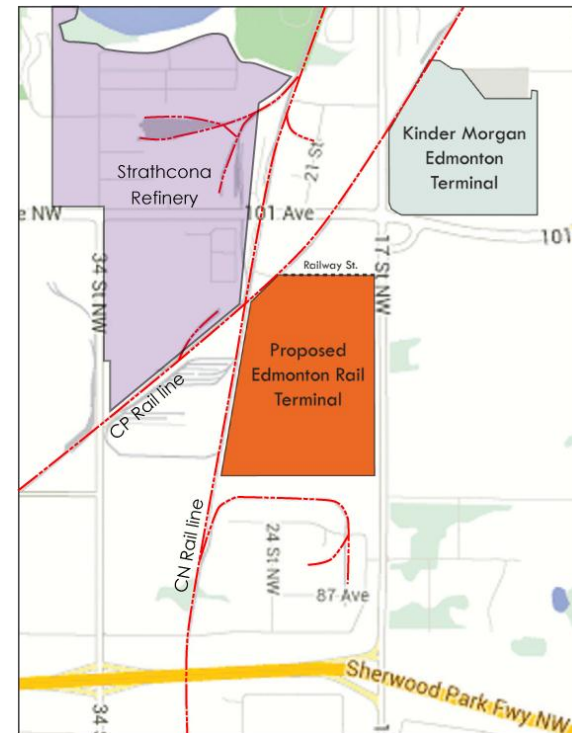 Kinder Morgan
Edmonton
Terminal
Strathcona
Refinery
21 St
e NW
101 Ave
101
17 St NW
34 St NW
Railway St.
Proposed
Edmonton Rail
Terminal
CP Rail line
CN Rail line
24 St NW
87 Ave
Sherwood Park Fwy NW
34 S
1